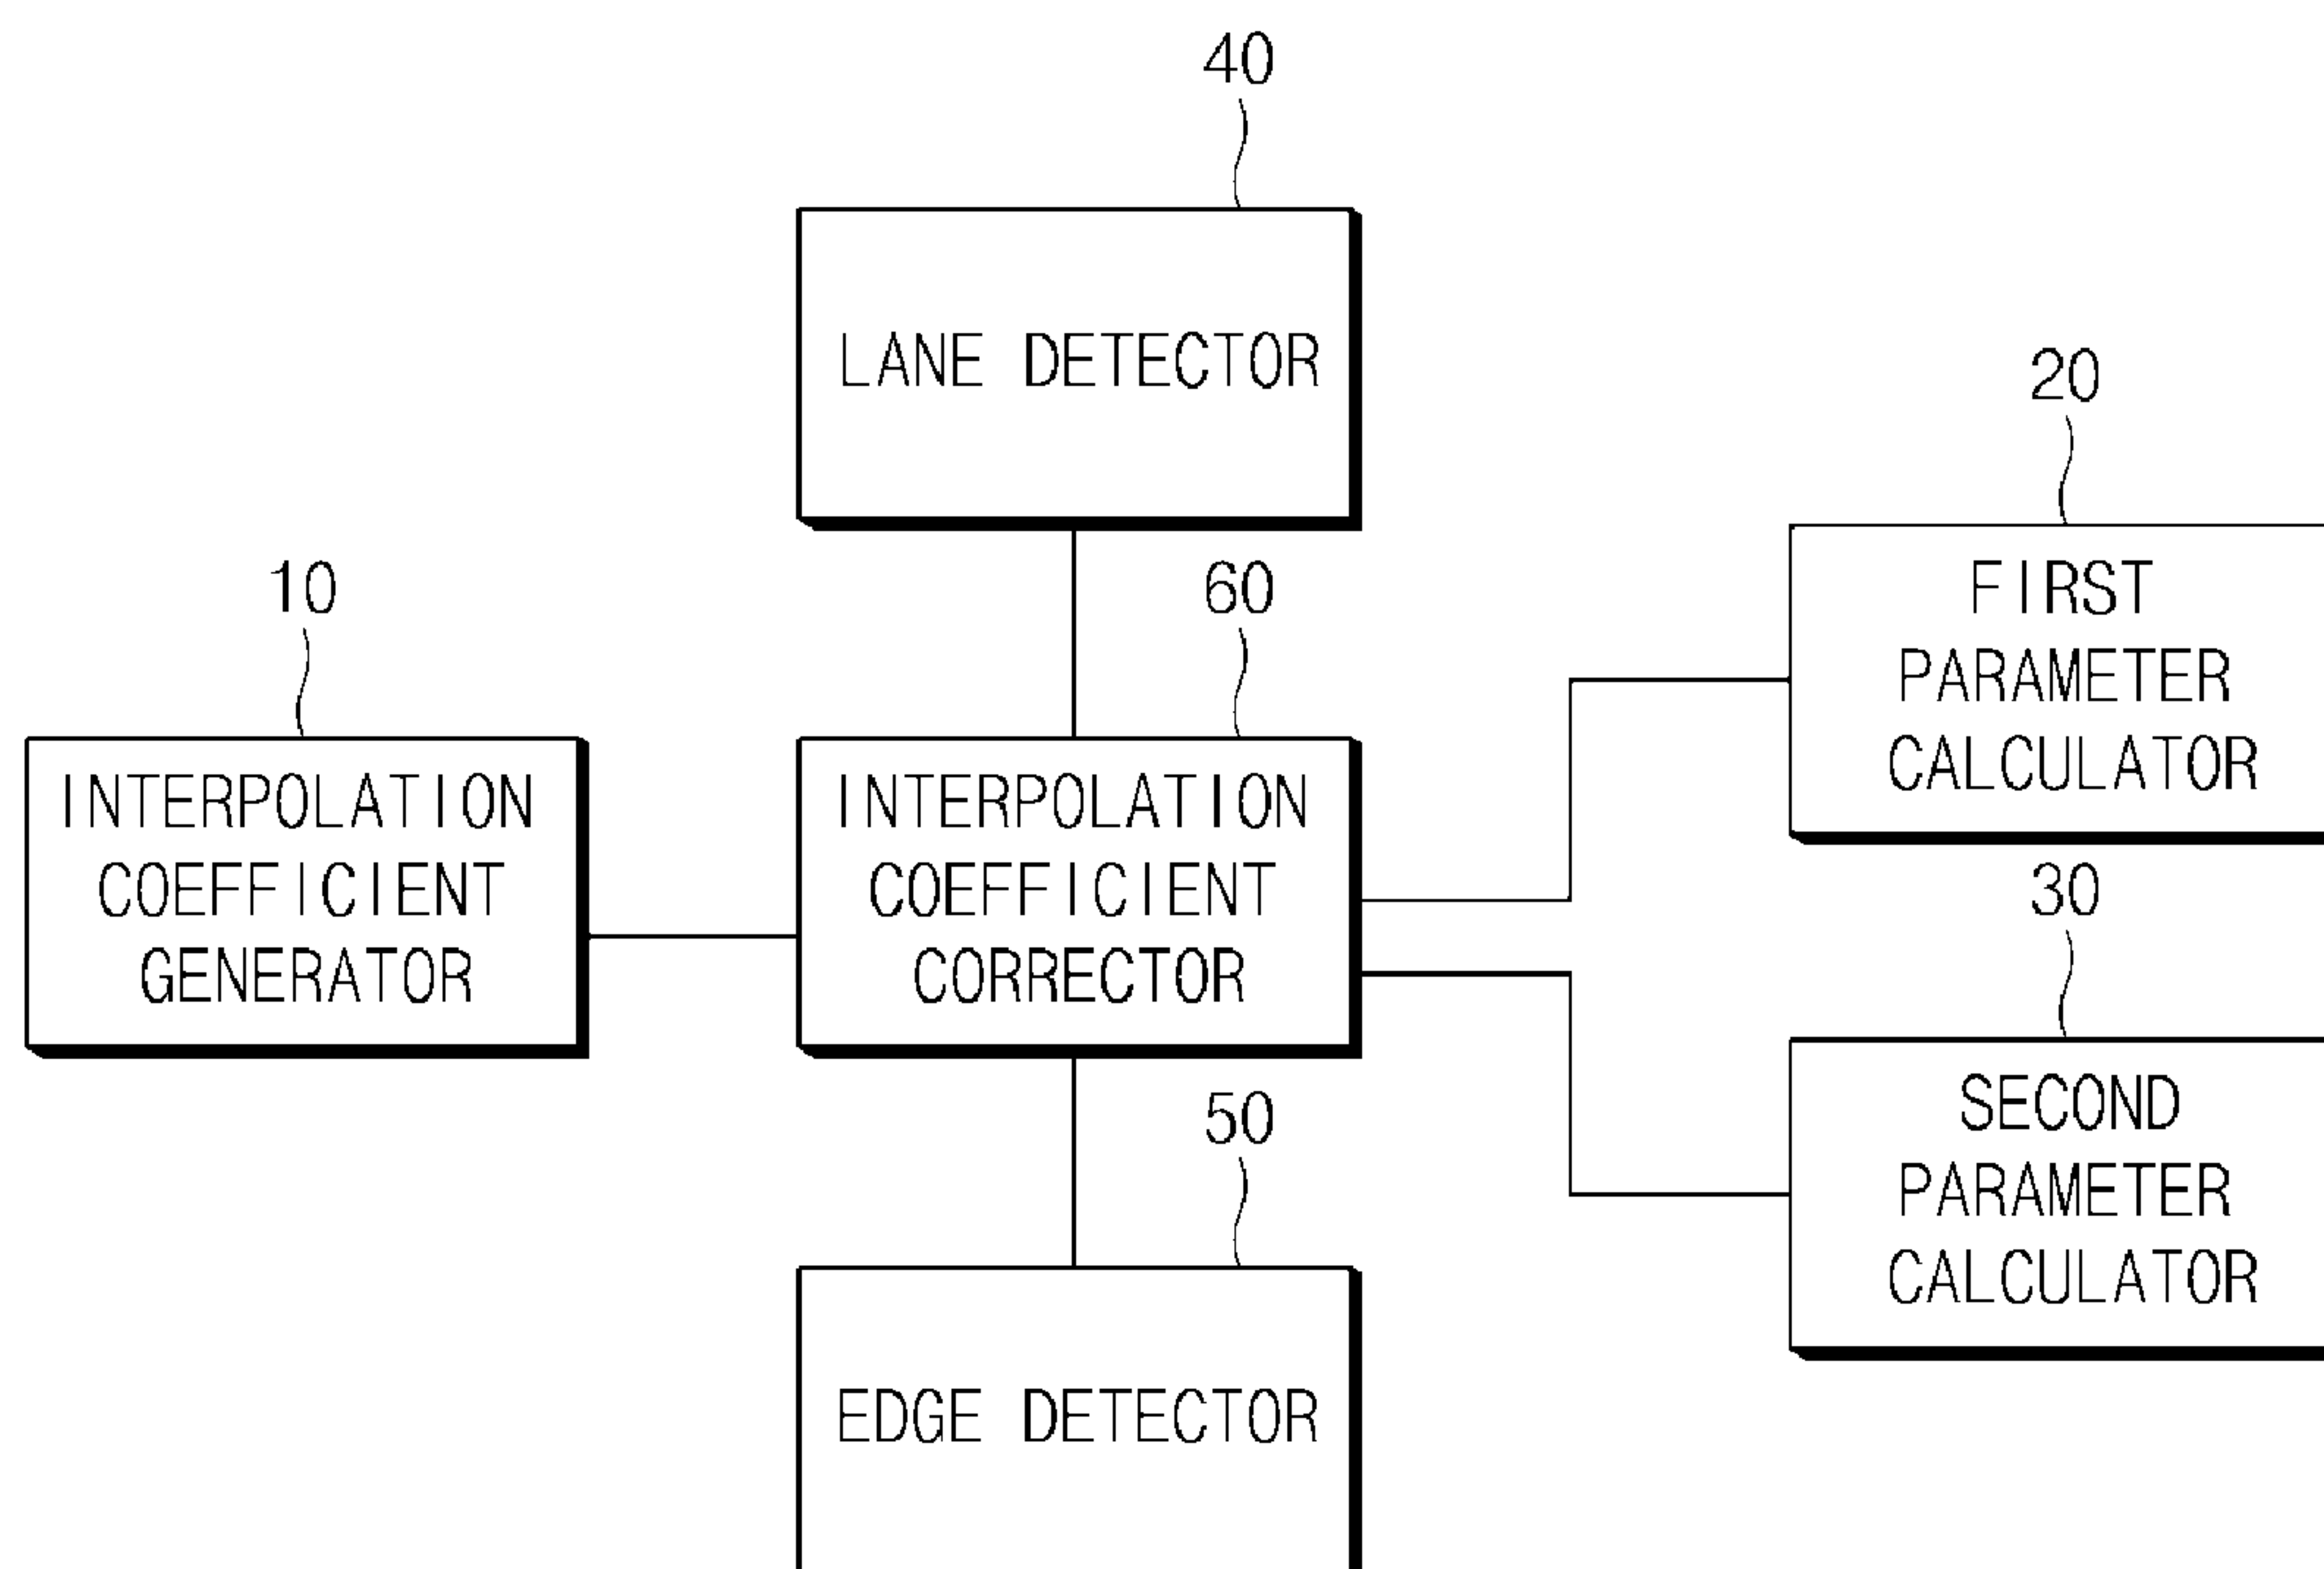 40
LANE DETECTOR
20
FIRST
PARAMETER
CALCULATOR
10
INTERPOLATION
COEFFICIENT
GENERATOR
60
INTERPOLATION
COEFFICIENT
CORRECTOR
30
SECOND
PARAMETER
CALCULATOR
50
EDGE DETECTOR